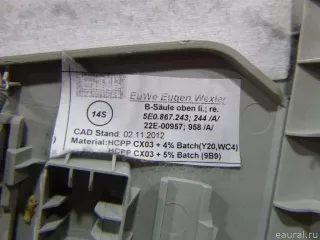 EuWe Eugen Wexler
14S
B-Säule oben li.; re.
5E0.867.243; 244 /A/
22E-00957; 958 /A/
CAD Stand: 02.11.2012
Material:HCPP CX03 + 4% Batch(Y20,WC4)
HCPP CX03 + 5% Batch (9B9)
eaural.ru